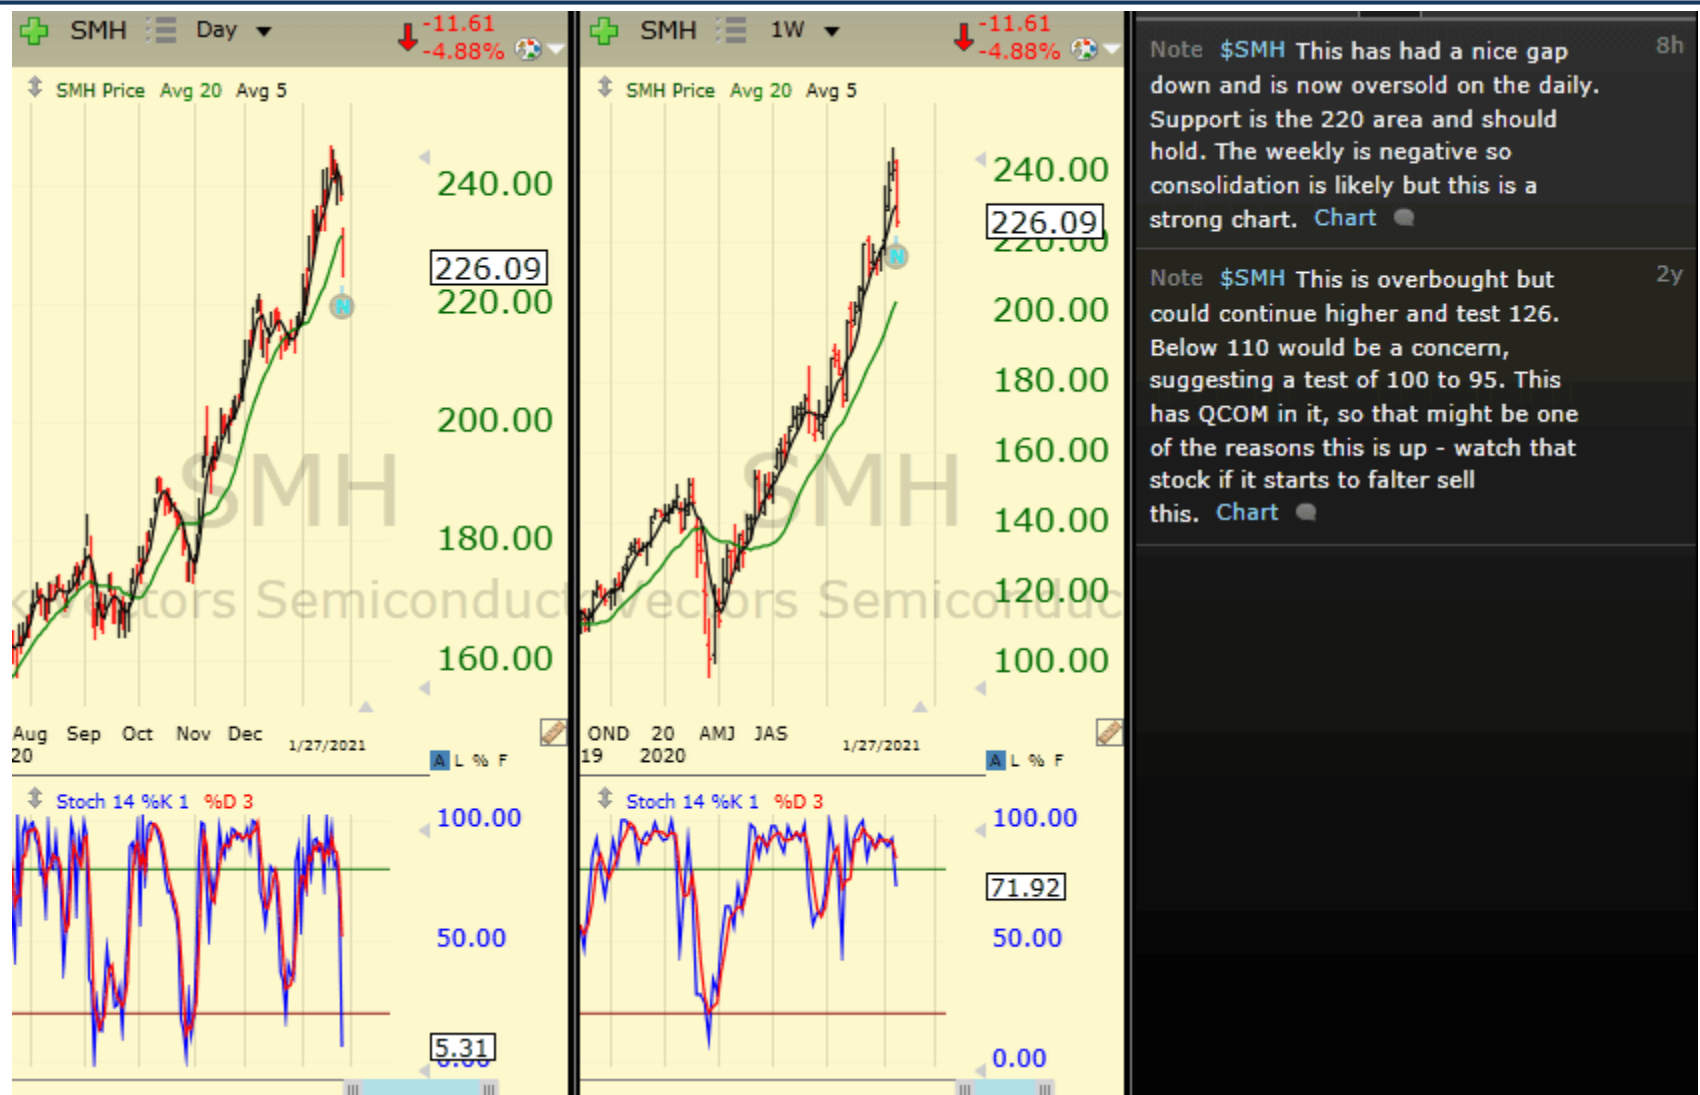 SMH Day
-11.61
-4.88%
SMH Price Avg 20 Avg 5
240.00
226.09
220.00
200.00
180.00
160.00
N
SMH
Vectors Semiconduct
Aug Sep Oct Nov Dec 1/27/2021
20
A L % F
Stoch 14 %K 1 %D 3
100.00
50.00
5.31
0.00
SMH 1W
-11.61
-4.88%
SMH Price Avg 20 Avg 5
240.00
226.09
220.00
200.00
180.00
160.00
140.00
120.00
100.00
N
SMH
Vectors Semiconduc
OND 20 AMJ JAS 1/27/2021
19 2020
A L % F
Stoch 14 %K 1 %D 3
100.00
71.92
50.00
0.00
Note $SMH This has had a nice gap 8h
down and is now oversold on the daily.
Support is the 220 area and should
hold. The weekly is negative so
consolidation is likely but this is a
strong chart. Chart
Note $SMH This is overbought but 2y
could continue higher and test 126.
Below 110 would be a concern,
suggesting a test of 100 to 95. This
has QCOM in it, so that might be one
of the reasons this is up - watch that
stock if it starts to falter sell
this. Chart